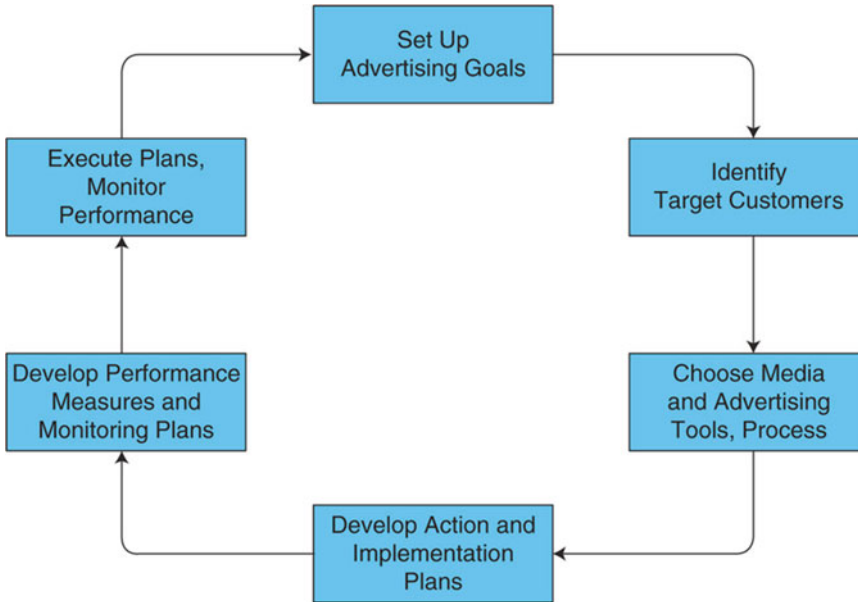 Set Up
Advertising Goals
Identify
Target Customers
Choose Media
and Advertising
Tools, Process
Develop Action and
Implementation
Plans
Develop Performance
Measures and
Monitoring Plans
Execute Plans,
Monitor
Performance